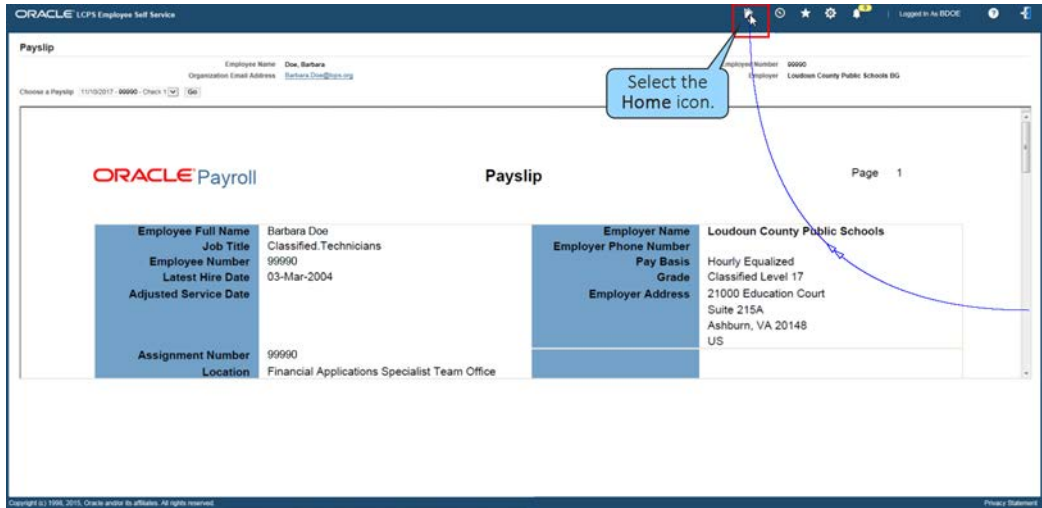 ORACLE LCPS Employee Self Service
6
Logged In As BDOE
?
Payslip
Employee Name Doe, Barbara
Employee Number 99990
Organization Email Address Barbara.Doe@lcps.org
Employer Loudoun County Public Schools BG
Choose a Payslip 11/10/2017 - 99990 - Check 1 Go
Select the
Home icon.
ORACLE Payroll
Payslip
Page 1
Employee Full Name Barbara Doe
Employer Name Loudoun County Public Schools
Job Title Classified.Technicians
Employer Phone Number
Employee Number 99990
Pay Basis Hourly Equalized
Latest Hire Date 03-Mar-2004
Grade Classified Level 17
Adjusted Service Date
Employer Address 21000 Education Court
Suite 215A
Ashburn, VA 20148
US
Assignment Number 99990
Location Financial Applications Specialist Team Office
Copyright (c) 1998, 2015, Oracle and/or its affiliates. All rights reserved.
Privacy Statement